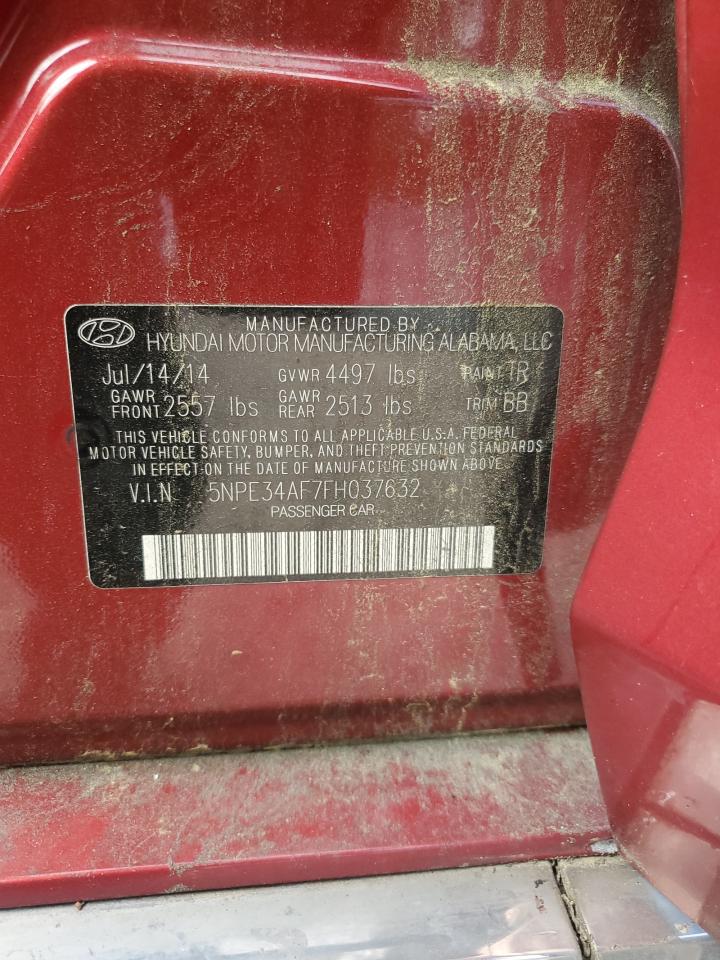 MANUFACTURED BY
HYUNDAI MOTOR MANUFACTURING ALABAMA, LLC
Jul/14/14 GVWR 4497 lbs PAINT TR
GAWR FRONT 2557 lbs GAWR REAR 2513 lbs TRIM BB
THIS VEHICLE CONFORMS TO ALL APPLICABLE U.S.A. FEDERAL
MOTOR VEHICLE SAFETY, BUMPER, AND THEFT PREVENTION STANDARDS
IN EFFECT ON THE DATE OF MANUFACTURE SHOWN ABOVE.
V.I.N 5NPE34AF7FH037632
PASSENGER CAR